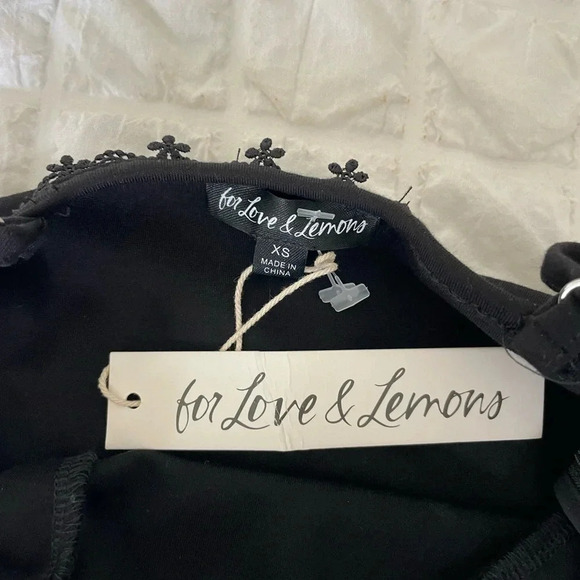 for Love & Lemons
XS
MADE IN
CHINA
for Love & Lemons